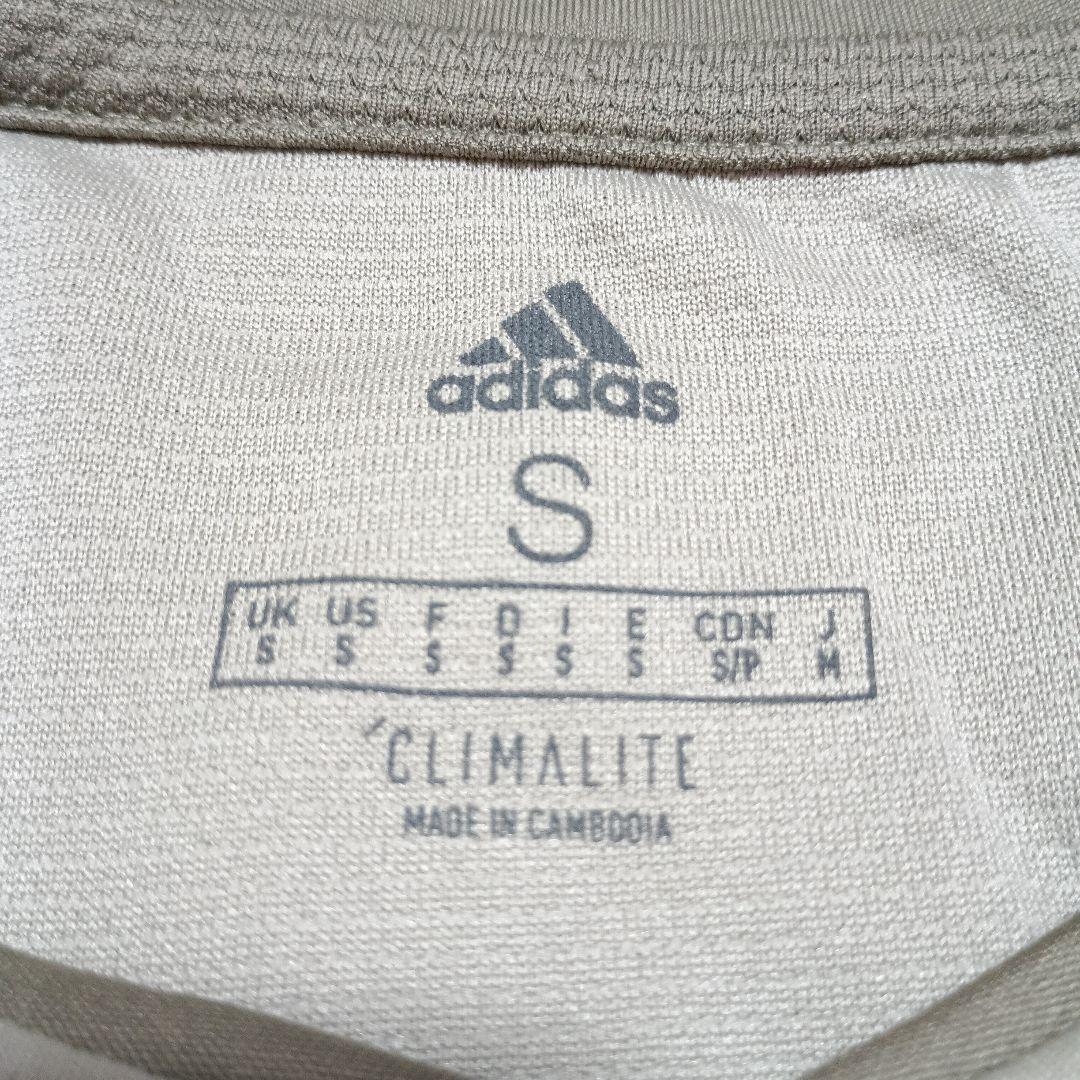 adidas
S
UK US F D I E CDN J
S S S S S S S/P M
CLIMALITE
MADE IN CAMBODIA